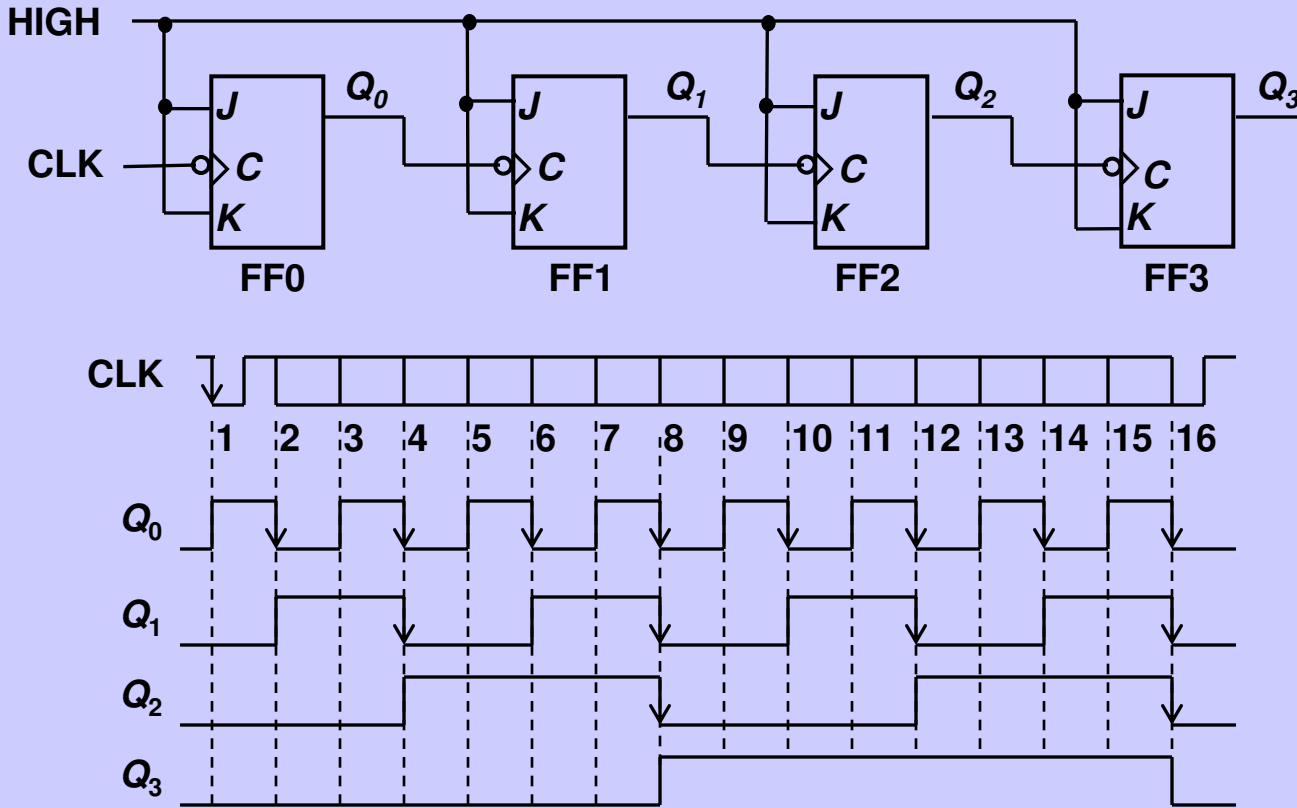 HIGH
Q0 Q1 Q2 Q3
J J J J
CLK C C C C
K K K K
FF0 FF1 FF2 FF3
CLK
1 2 3 4 5 6 7 8 9 10 11 12 13 14 15 16
Q0
Q1
Q2
Q3